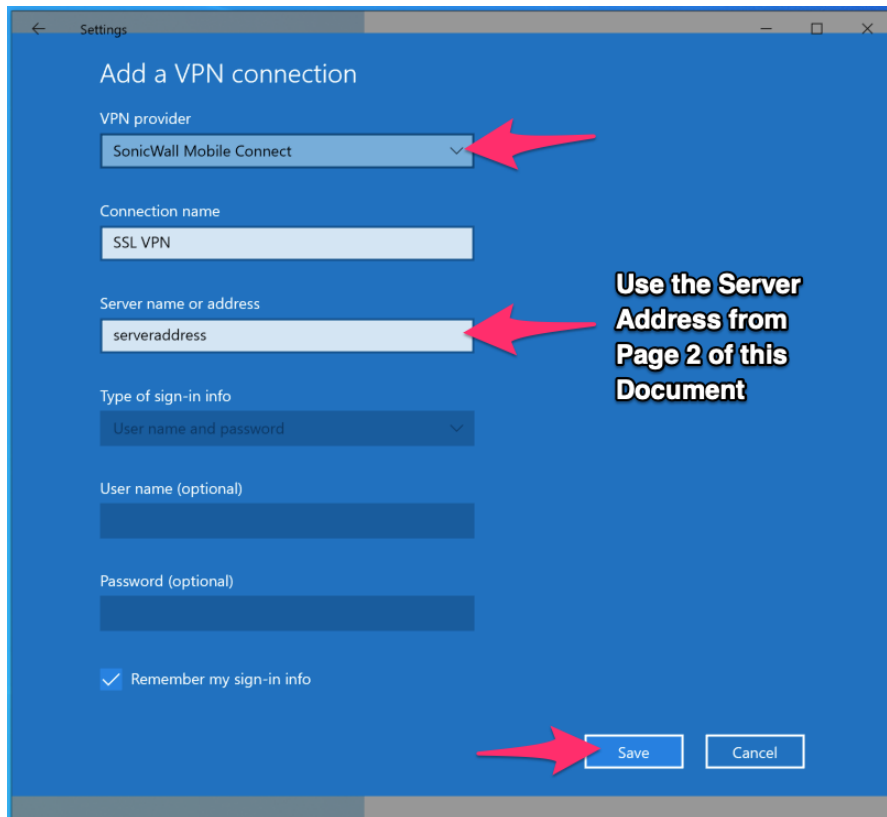 Settings
Add a VPN connection
VPN provider
SonicWall Mobile Connect
Connection name
SSL VPN
Server name or address
serveraddress
Use the Server
Address from
Page 2 of this
Document
Type of sign-in info
User name and password
User name (optional)
Password (optional)
Remember my sign-in info
Save
Cancel